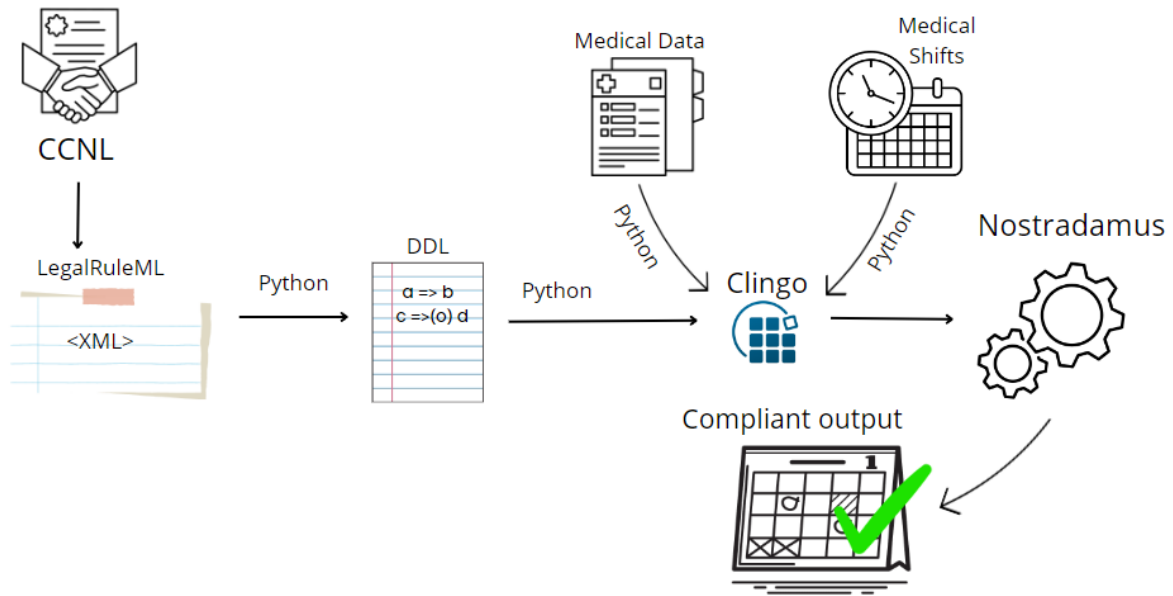 CCNL
LegalRuleML
<XML>
Python
DDL
a => b
c =>(o) d
Python
Medical Data
Python
Medical
Shifts
Python
Clingo
Nostradamus
Compliant output
1